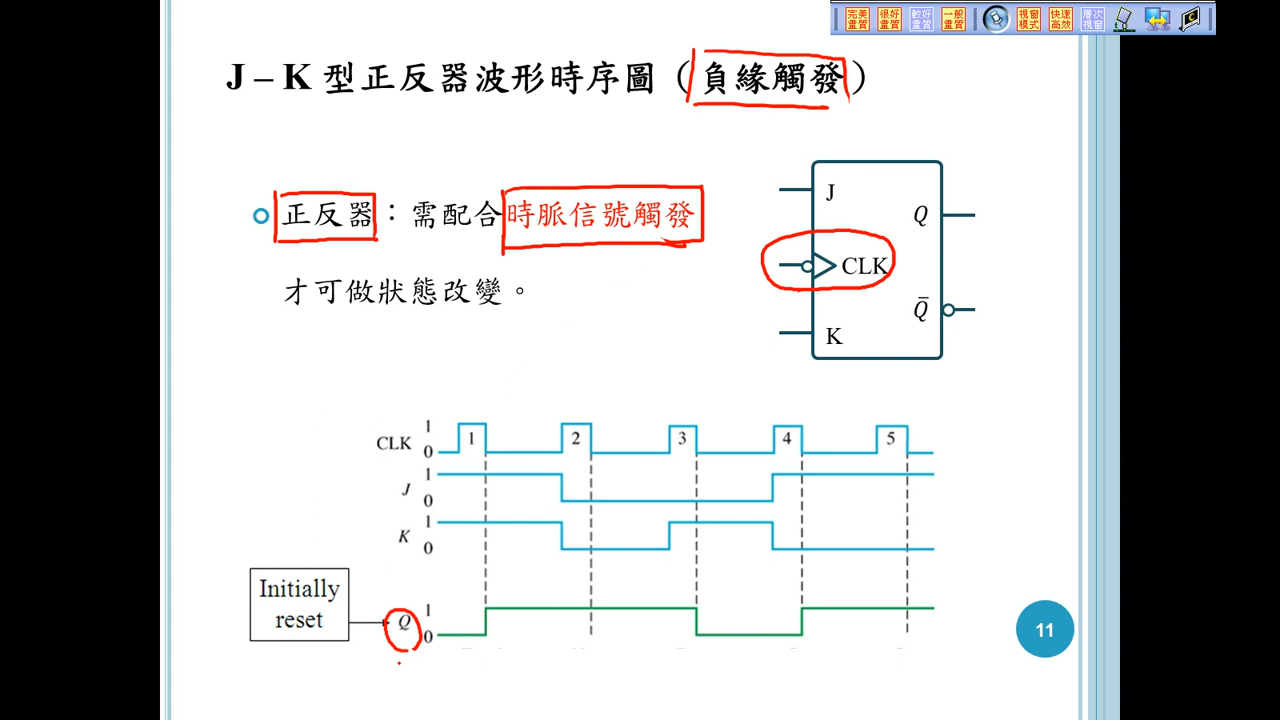 完美 很好 較好 一般 視窗 快速 層次
畫質 畫質 畫質 畫質 模式 高效 視窗
J – K 型正反器波形時序圖（負緣觸發）
正反器：需配合時脈信號觸發
才可做狀態改變。
J
Q
CLK
Q̄
K
CLK 1 0 1 2 3 4 5
J 1 0
K 1 0
Initially
reset
Q 1 0
11